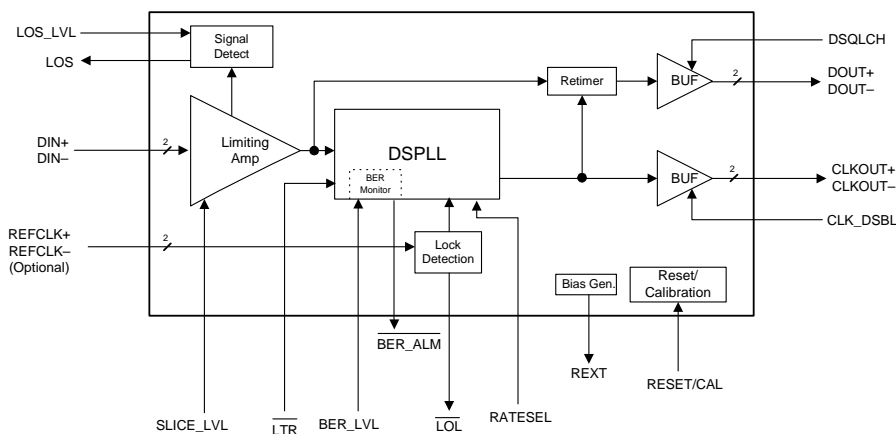 LOS_LVL
LOS
Signal
Detect
DSQLCH
Retimer
BUF
2
DOUT+
DOUT–
DIN+
DIN–
2
Limiting
Amp
DSPLL
BER
Monitor
BUF
2
CLKOUT+
CLKOUT–
CLK_DSBL
REFCLK+
REFCLK–
(Optional)
2
Lock
Detection
Bias Gen.
Reset/
Calibration
BER_ALM
REXT
RESET/CAL
SLICE_LVL
LTR
BER_LVL
LOL
RATESEL